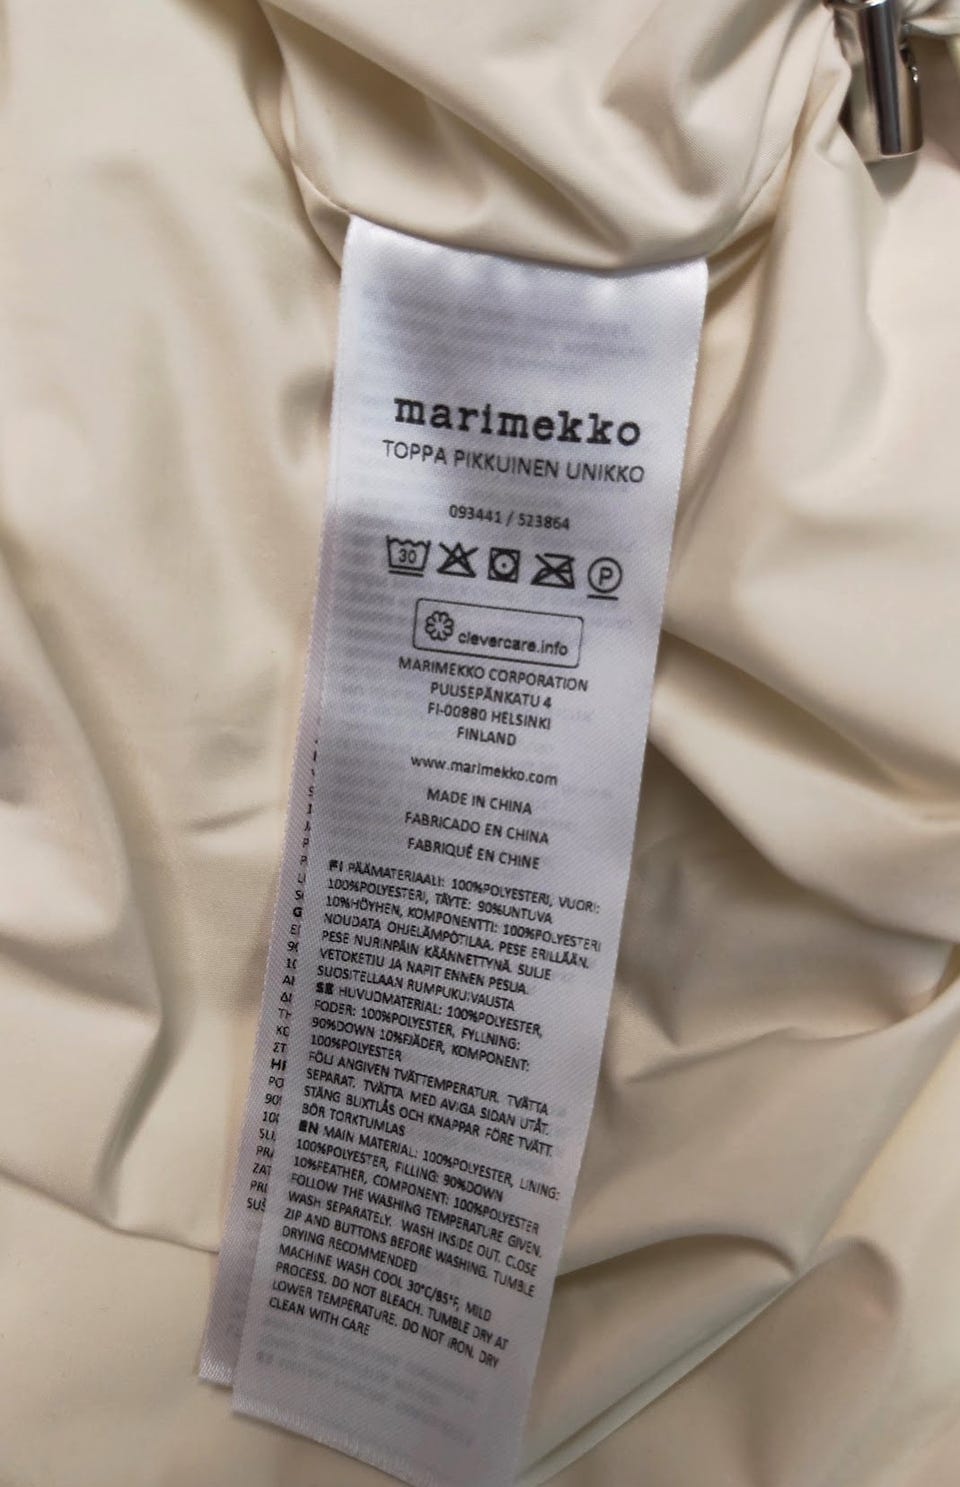 marimekko
TOPPA PIKKUINEN UNIKKO
093441 / 523864
30
P
clevercare.info
MARIMEKKO CORPORATION
PUUSEPÄNKATU 4
FI-00880 HELSINKI
FINLAND
www.marimekko.com
MADE IN CHINA
FABRICADO EN CHINA
FABRIQUÉ EN CHINE
FI PÄÄMATERIAALI: 100%POLYESTERI, VUORI:
100%POLYESTERI, TÄYTE: 90%UNTUVA
10%HÖYHEN, KOMPONENTTI: 100%POLYESTERI
NOUDATA OHJELÄMPÖTILAA. PESE ERILLÄÄN.
PESE NURINPÄIN KÄÄNNETTYNÄ. SULJE
VETOKETJU JA NAPIT ENNEN PESUA.
SUOSITELLAAN RUMPUKUIVAUSTA
SE HUVUDMATERIAL: 100%POLYESTER,
FODER: 100%POLYESTER, FYLLNING:
90%DOWN 10%FJÄDER, KOMPONENT:
100%POLYESTER
FÖLJ ANGIVEN TVÄTTEMPERATUR. TVÄTTA
SEPARAT. TVÄTTA MED AVIGA SIDAN UTÅT.
STÄNG BLIXTLÅS OCH KNAPPAR FÖRE TVÄTT.
BÖR TORKTUMLAS
EN MAIN MATERIAL: 100%POLYESTER, LINING:
100%POLYESTER, FILLING: 90%DOWN
10%FEATHER, COMPONENT: 100%POLYESTER
FOLLOW THE WASHING TEMPERATURE GIVEN.
WASH SEPARATELY. WASH INSIDE OUT. CLOSE
ZIP AND BUTTONS BEFORE WASHING. TUMBLE
DRYING RECOMMENDED
MACHINE WASH COOL 30°C/85°F, MILD
PROCESS. DO NOT BLEACH. TUMBLE DRY AT
LOWER TEMPERATURE. DO NOT IRON. DRY
CLEAN WITH CARE